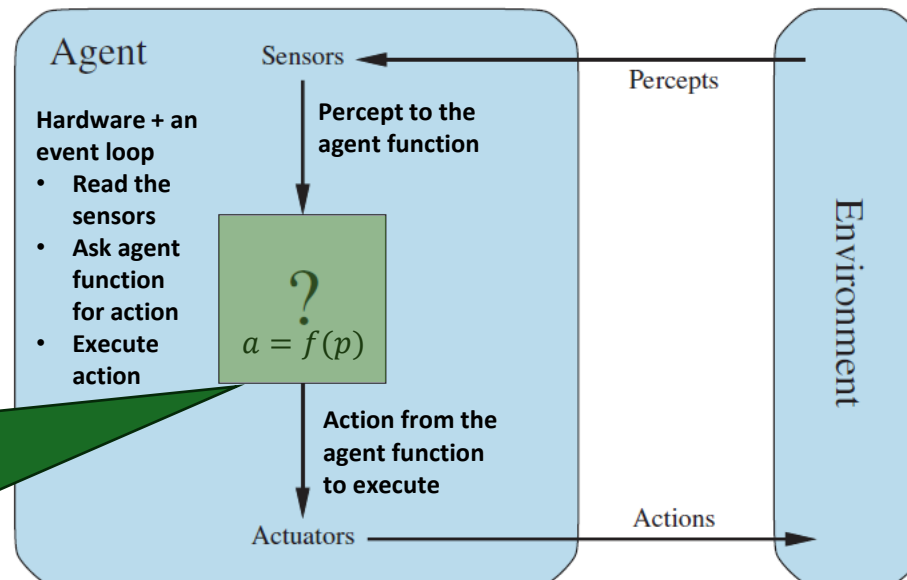 Agent
Sensors
Percepts
Hardware + an
event loop
• Read the
sensors
• Ask agent
function
for action
• Execute
action
Percept to the
agent function
?
a = f(p)
Action from the
agent function
to execute
Actuators
Actions
Environment